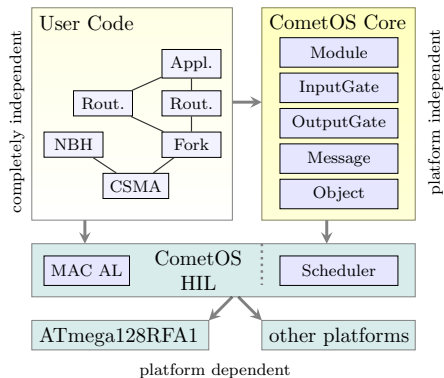 completely independent
User Code
Appl.
Rout.
Rout.
NBH
Fork
CSMA
CometOS Core
Module
InputGate
OutputGate
Message
Object
platform independent
MAC AL
CometOS
HIL
Scheduler
ATmega128RFA1
other platforms
platform dependent